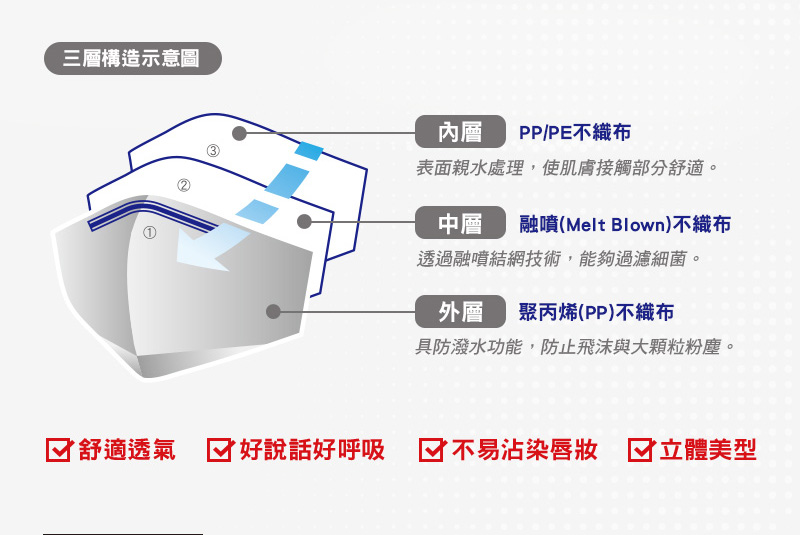 三層構造示意圖
③
②
①
內層 PP/PE不織布
表面親水處理，使肌膚接觸部分舒適。
中層 融噴(Melt Blown)不織布
透過融噴結網技術，能夠過濾細菌。
外層 聚丙烯(PP)不織布
具防潑水功能，防止飛沫與大顆粒粉塵。
舒適透氣 好說話好呼吸 不易沾染唇妝 立體美型